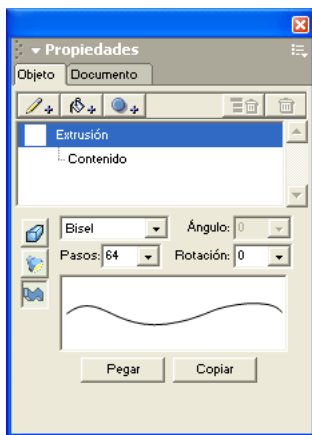 Propiedades
Objeto Documento
Extrusión
Contenido
Bisel Ángulo: 0
Pasos: 64 Rotación: 0
Pegar Copiar